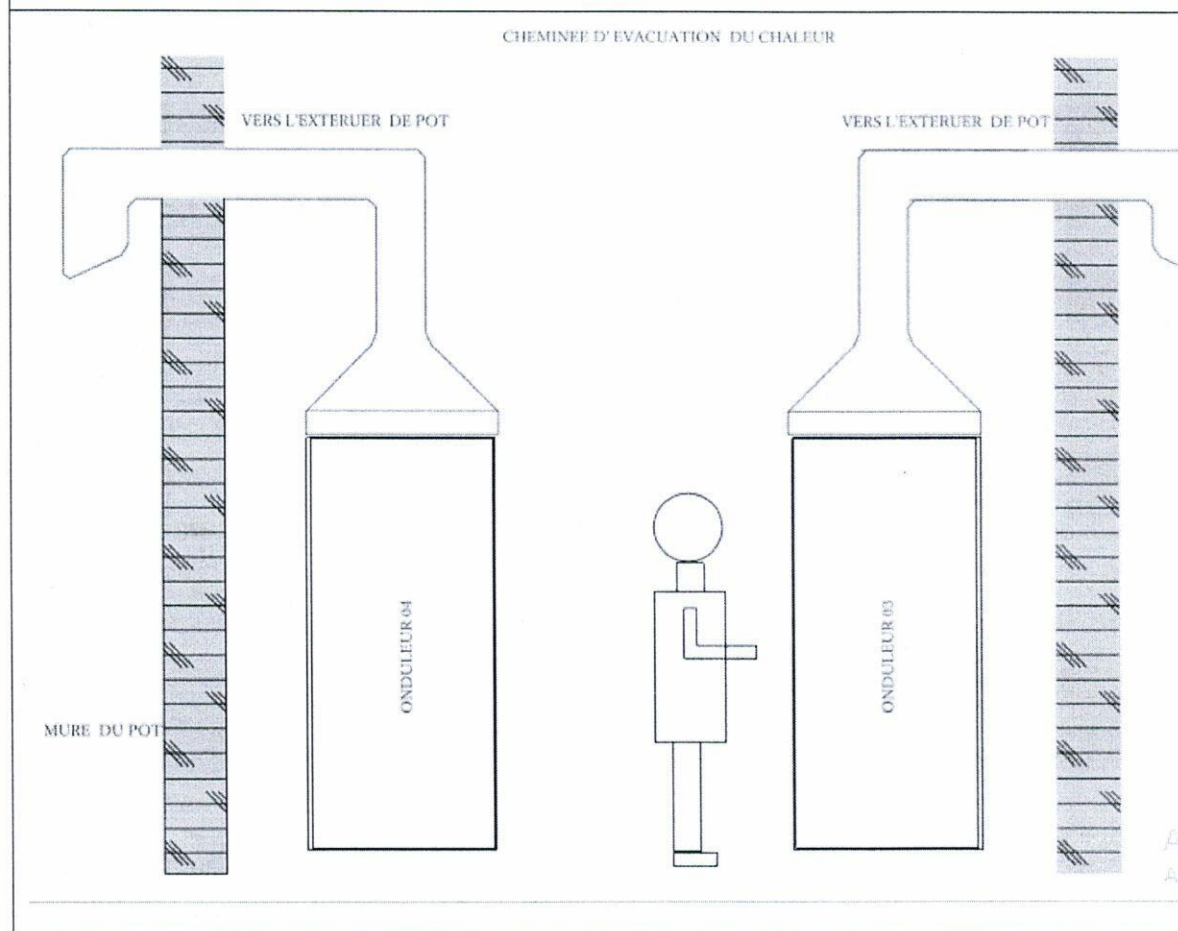 CHEMINEE D' EVACUATION DU CHALEUR
VERS L'EXTERUER DE POT
VERS L'EXTERUER DE POT
ONDULEUR 04
ONDULEUR 03
MURE DU POT